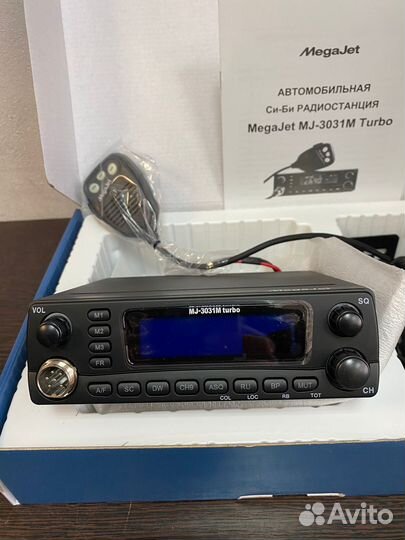 MegaJet
АВТОМОБИЛЬНАЯ
Си-Би РАДИОСТАНЦИЯ
MegaJet MJ-3031M Turbo
MJ-3031M turbo
VOL
SQ
M1
M2
M3
FR
A/F
SC
DW
CH9
ASQ
RU
BP
MUT
CH
COL
LOC
RB
TOT
Avito